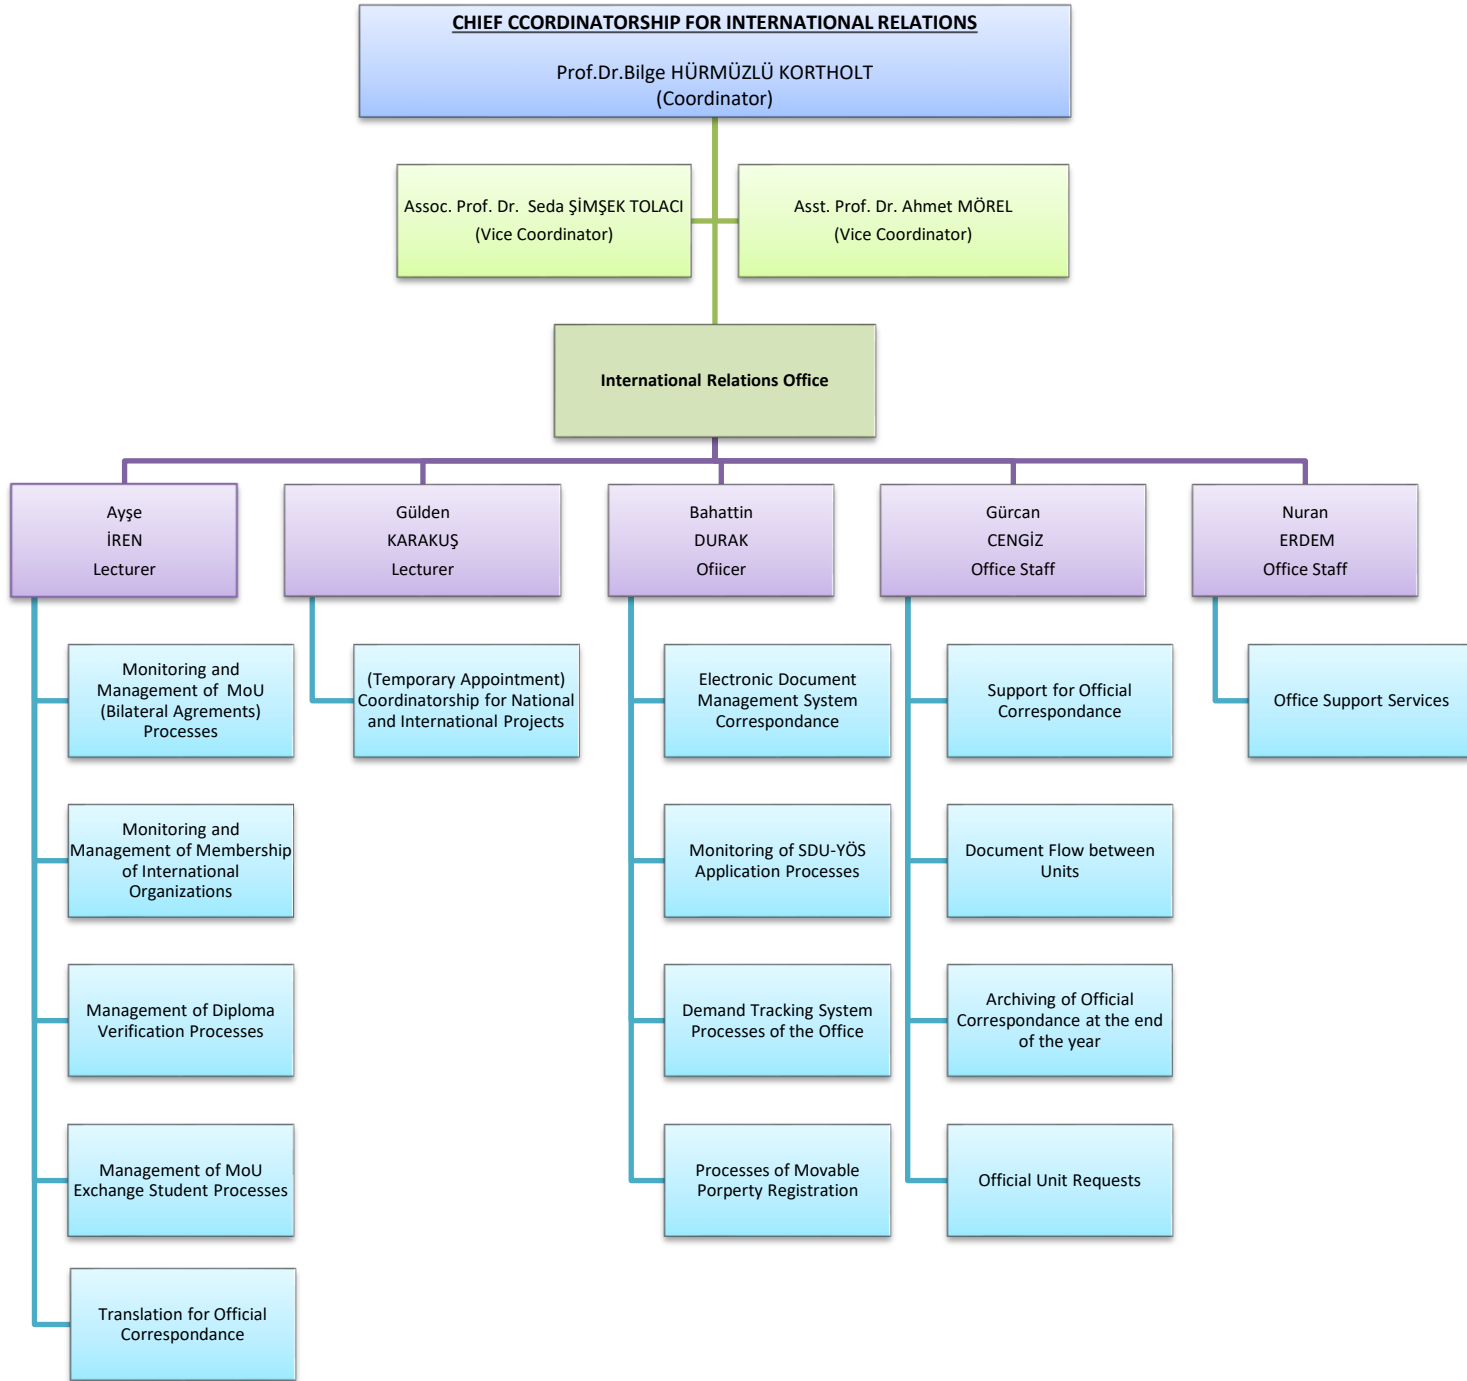 CHIEF CCORDINATORSHIP FOR INTERNATIONAL RELATIONS
Prof.Dr.Bilge HÜRMÜZLÜ KORTHOLT
(Coordinator)
Assoc. Prof. Dr.  Seda ŞİMŞEK TOLACI
(Vice Coordinator)
Asst. Prof. Dr. Ahmet MÖREL
(Vice Coordinator)
International Relations Office
Ayşe
İREN
Lecturer
Gülden
KARAKUŞ
Lecturer
Bahattin
DURAK
Ofiicer
Gürcan
CENGİZ
Office Staff
Nuran
ERDEM
Office Staff
Monitoring and
Management of  MoU
(Bilateral Agrements)
Processes
Monitoring and
Management of Membership
of International
Organizations
Management of Diploma
Verification Processes
Management of MoU
Exchange Student Processes
Translation for Official
Correspondance
(Temporary Appointment)
Coordinatorship for National
and International Projects
Electronic Document
Management System
Correspondance
Monitoring of SDU-YÖS
Application Processes
Demand Tracking System
Processes of the Office
Processes of Movable
Porperty Registration
Support for Official
Correspondance
Document Flow between
Units
Archiving of Official
Correspondance at the end
of the year
Official Unit Requests
Office Support Services